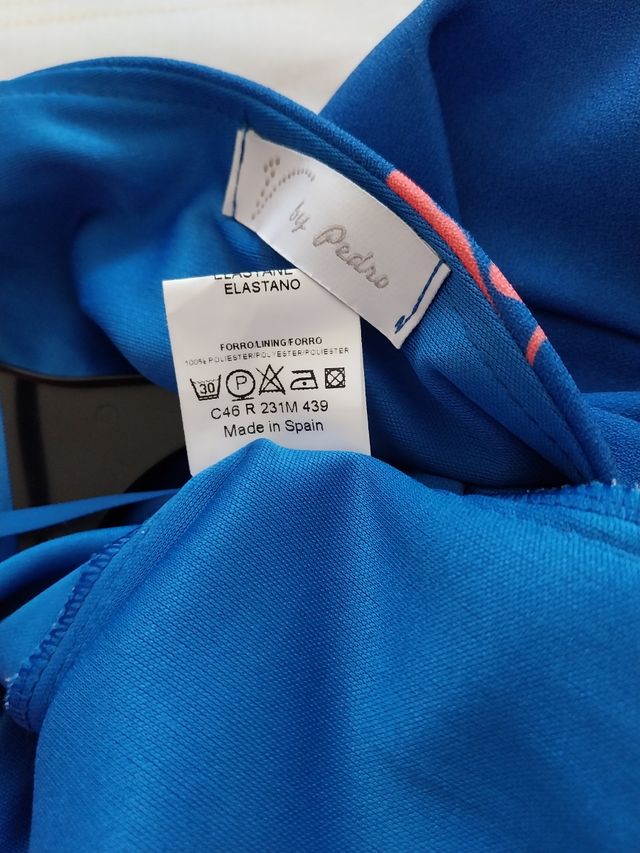 by Pedro
ELASTANE
ELASTANO
FORRO/LINING/FORRO
100% POLIESTER/POLYESTER/POLIESTER
30 P
C46 R 231M 439
Made in Spain